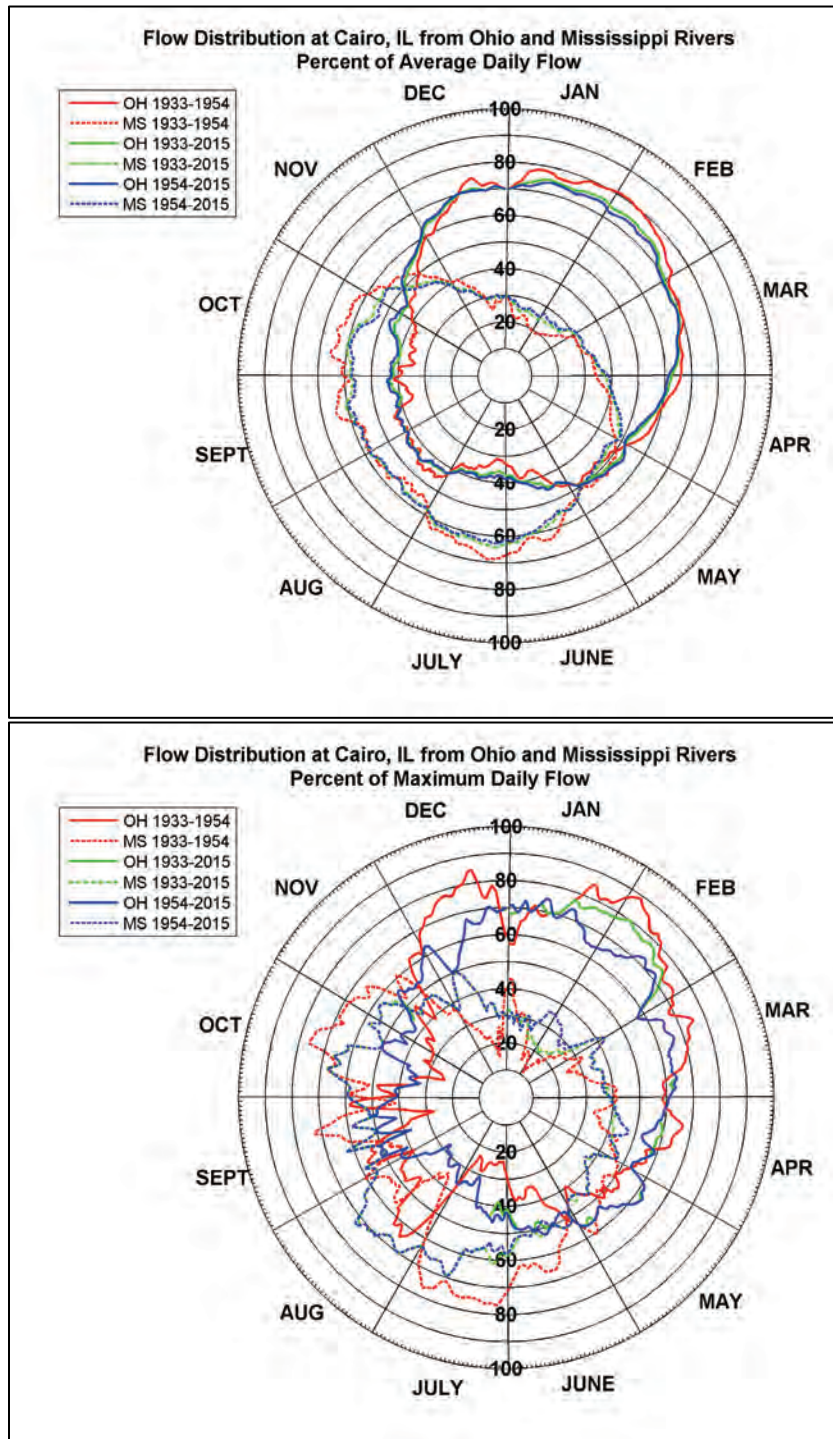 Flow Distribution at Cairo, IL from Ohio and Mississippi Rivers
Percent of Average Daily Flow
OH 1933-1954
MS 1933-1954
OH 1933-2015
MS 1933-2015
OH 1954-2015
MS 1954-2015
DEC
JAN
NOV
FEB
OCT
MAR
SEPT
APR
AUG
MAY
JULY
JUNE
100
80
60
40
20
20
40
60
80
100
Flow Distribution at Cairo, IL from Ohio and Mississippi Rivers
Percent of Maximum Daily Flow
OH 1933-1954
MS 1933-1954
OH 1933-2015
MS 1933-2015
OH 1954-2015
MS 1954-2015
DEC
JAN
NOV
FEB
OCT
MAR
SEPT
APR
AUG
MAY
JULY
JUNE
100
80
60
40
20
20
40
60
80
100